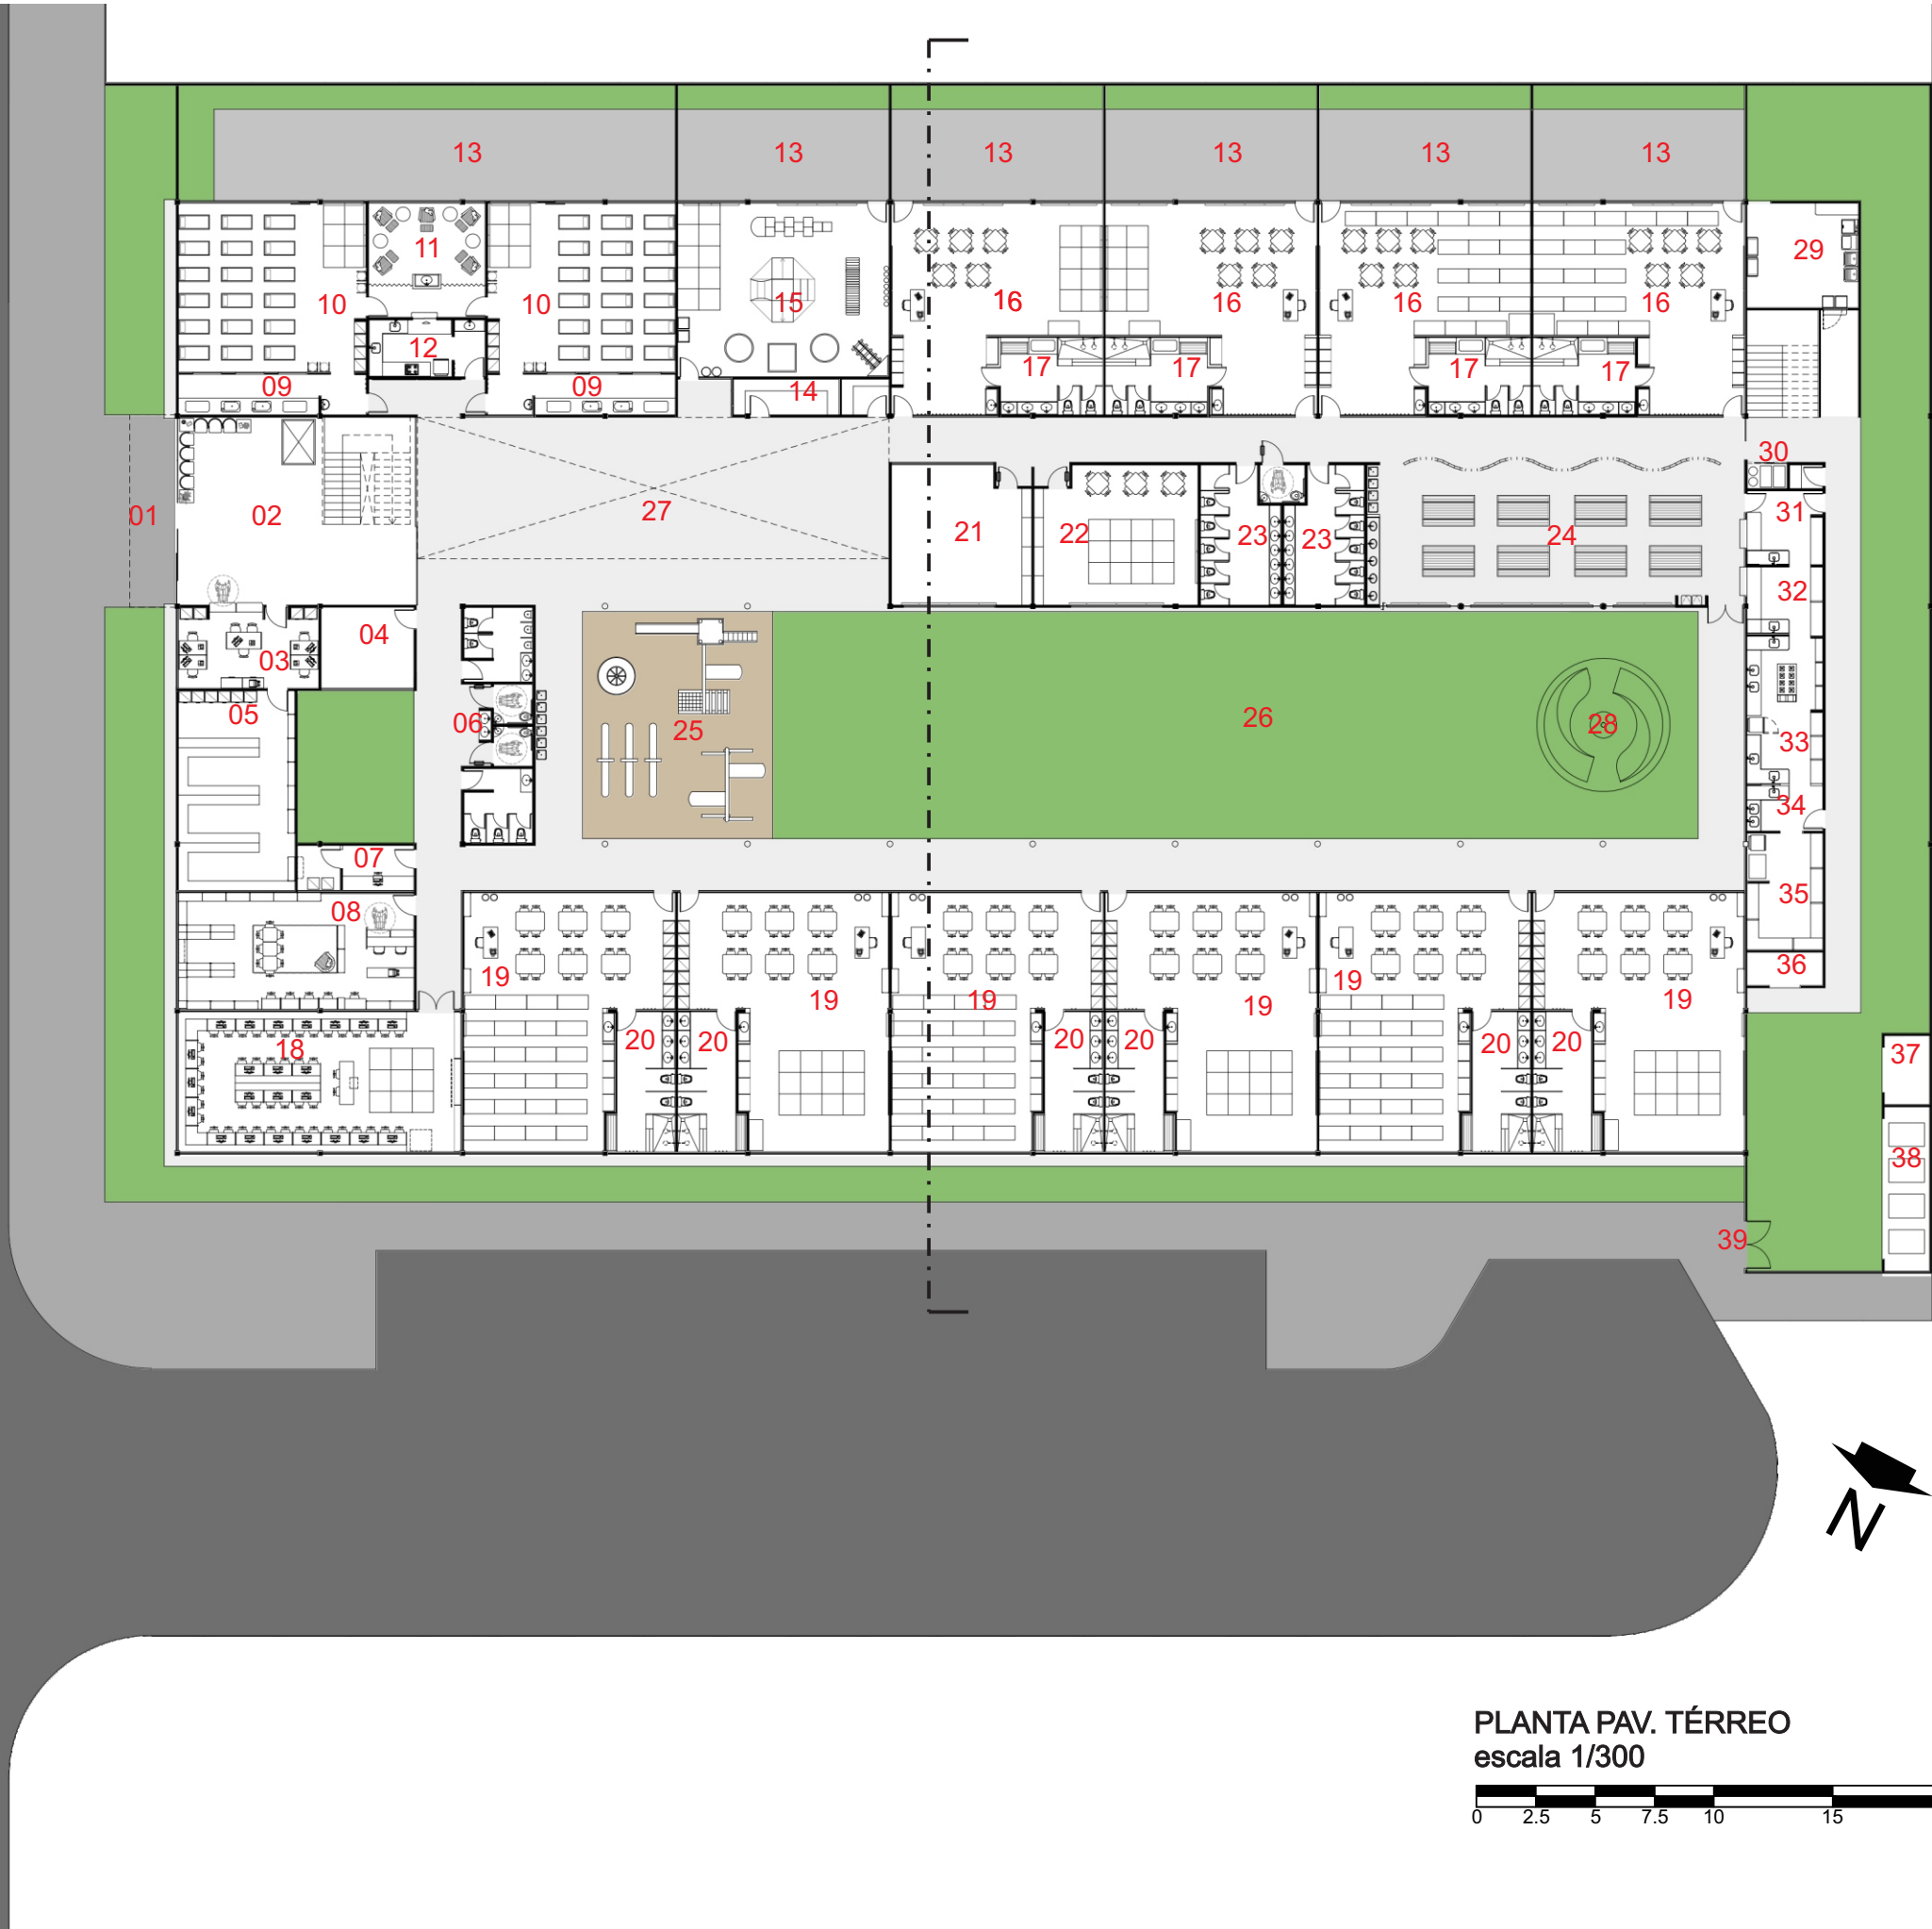 13 13 13 13 13 13
11
29
10 10 15 16 16 16 16
12
17 17 17 17
09 09 14
30
01 02 27 21 22 23 23 24 31
32
04
03
05 06 25 26 28
33
34
07
35
08
36
19 19 19 19 19 19
18 20 20 20 20 20 20
37
38
39
N
PLANTA PAV. TÉRREO
escala 1/300
0 2.5 5 7.5 10 15